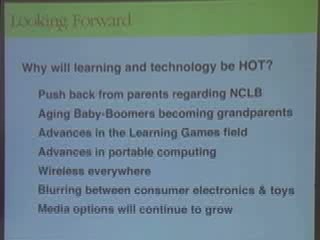 Looking Forward
Why will learning and technology be HOT?
Push back from parents regarding NCLB
Aging Baby-Boomers becoming grandparents
Advances in the Learning Games field
Advances in portable computing
Wireless everywhere
Blurring between consumer electronics & toys
Media options will continue to grow